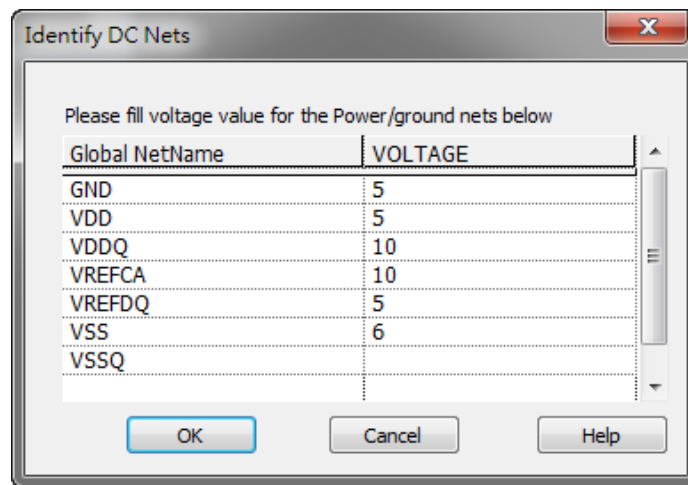 Identify DC Nets
x
Please fill voltage value for the Power/ground nets below
Global NetName VOLTAGE
GND 5
VDD 5
VDDQ 10
VREFCA 10
VREFDQ 5
VSS 6
VSSQ
OK Cancel Help